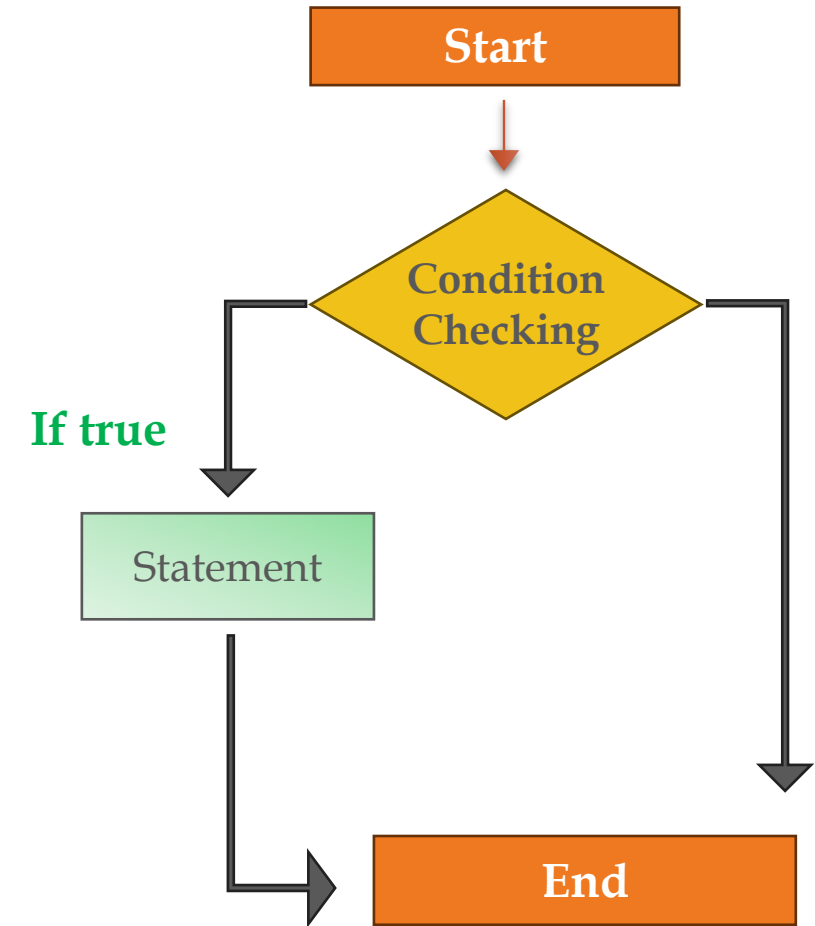 Start
Condition
Checking
If true
Statement
End